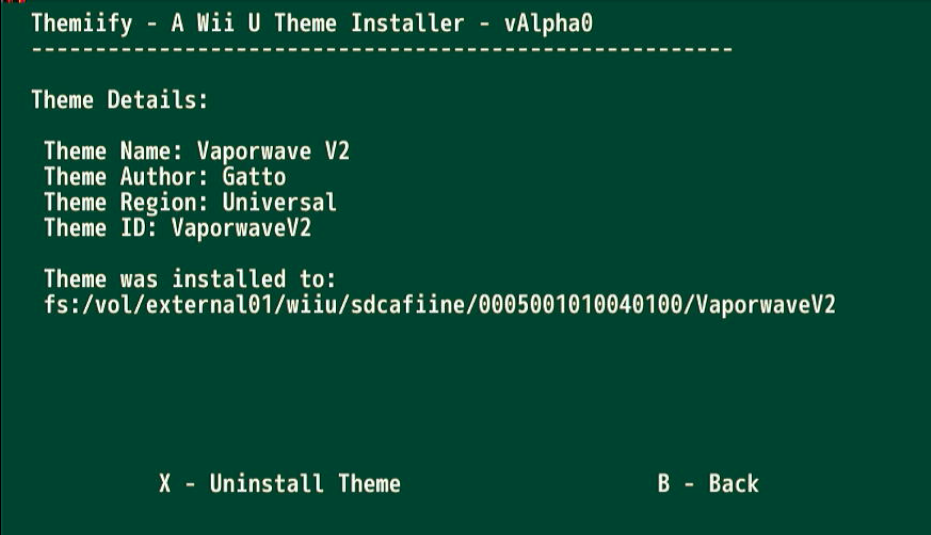 Themiify - A Wii U Theme Installer - vAlpha0
-------------------------------------------------------
Theme Details:
Theme Name: Vaporwave V2
Theme Author: Gatto
Theme Region: Universal
Theme ID: VaporwaveV2
Theme was installed to:
fs:/vol/external01/wiiu/sdcafiine/0005001010040100/VaporwaveV2
X - Uninstall Theme
B - Back